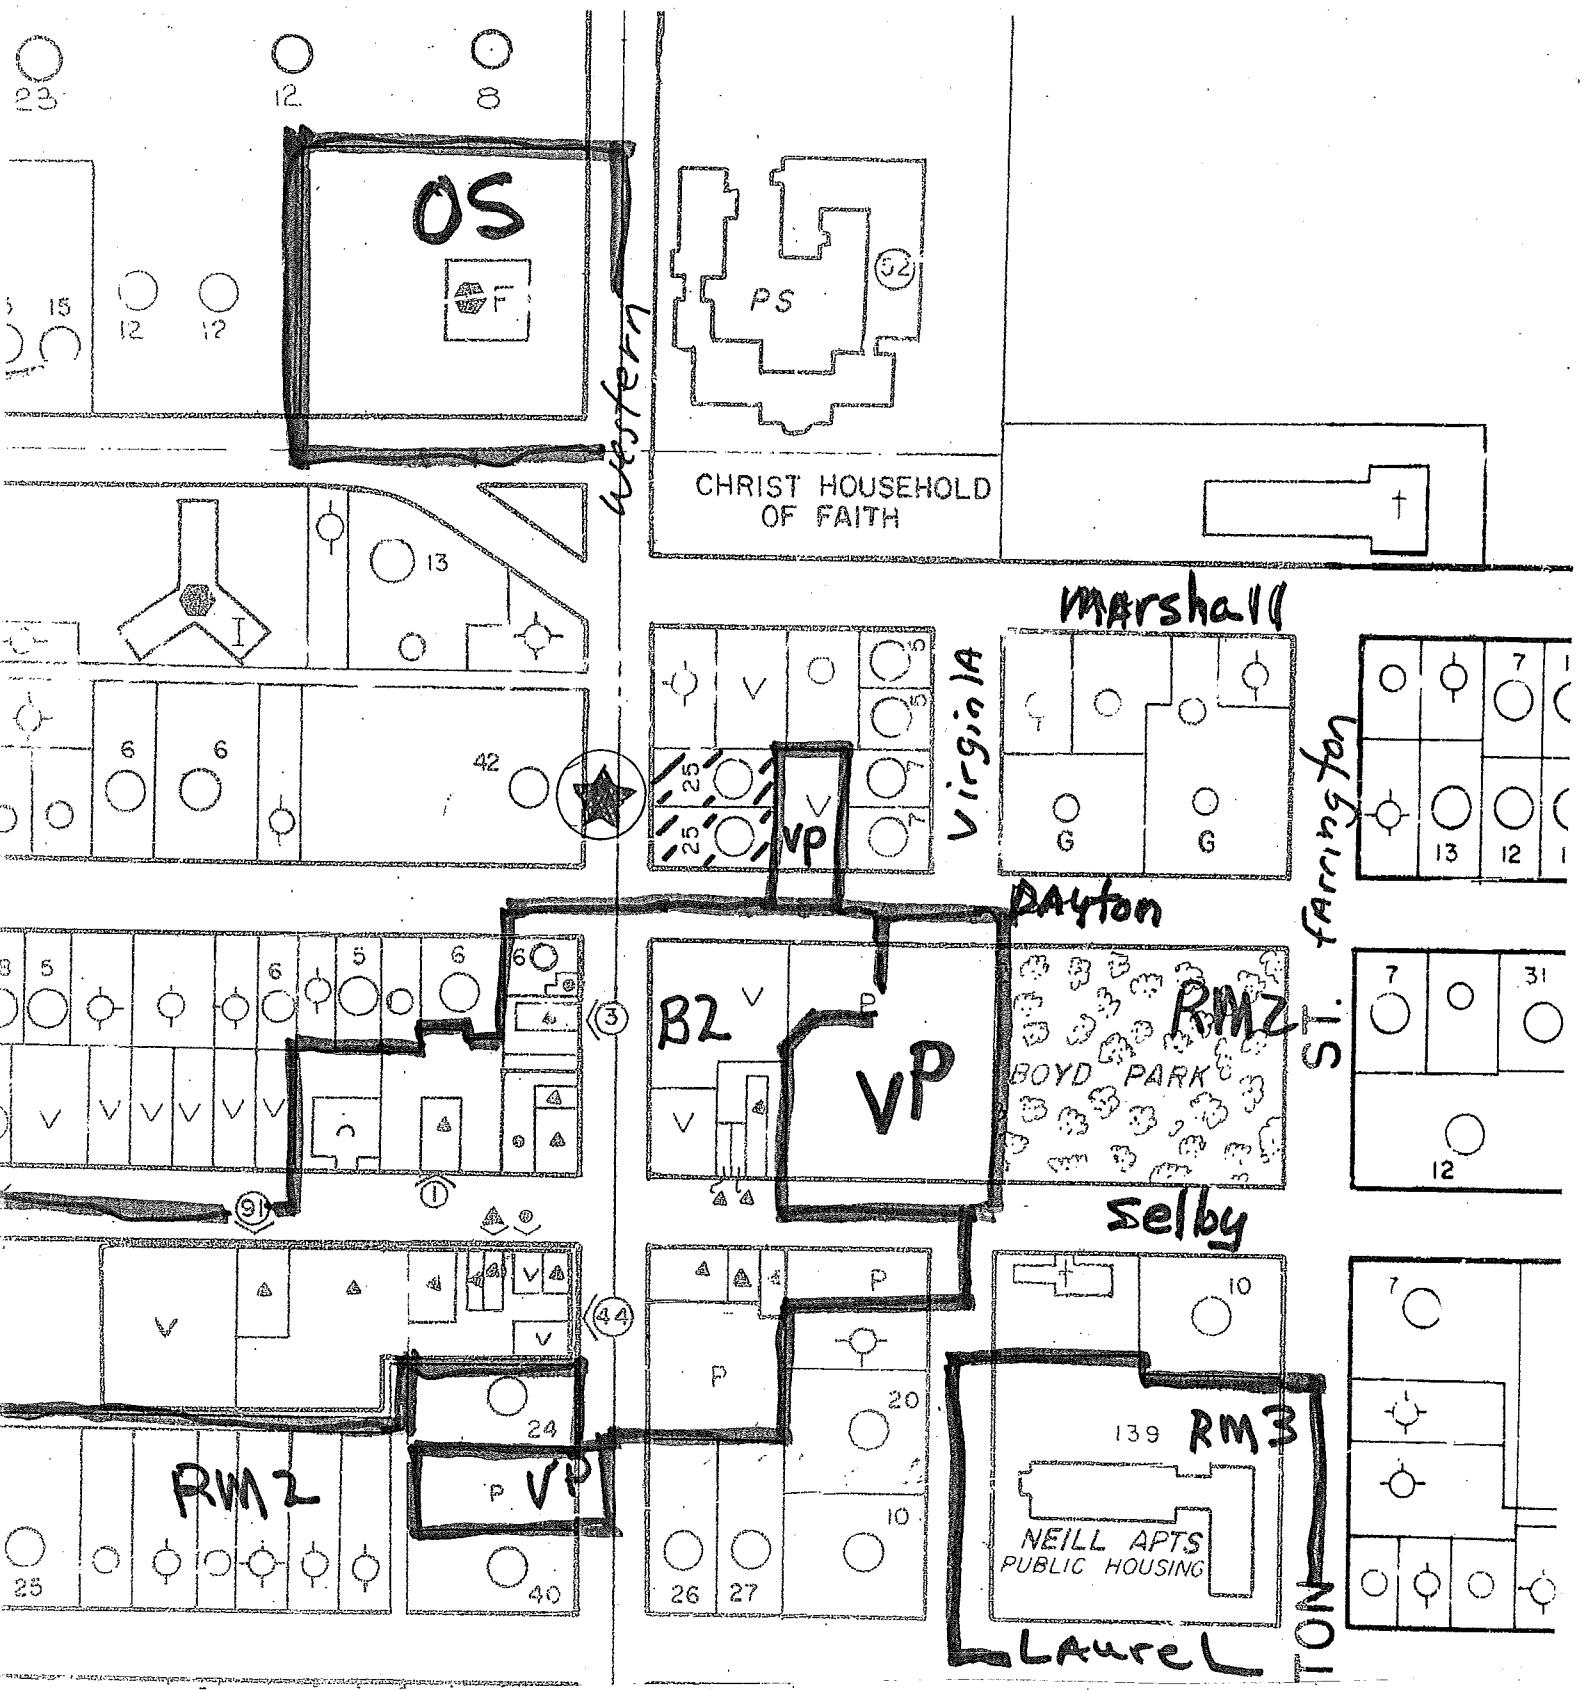 23
12
8
OS
F
PS
52
15
12
12
Western
CHRIST HOUSEHOLD
OF FAITH
13
I
Marshall
V
5
5
Virginia
7
6
6
42
25
25
V
VP
7
7
G
G
Farrington
13
12
Dayton
8
5
6
5
6
6
3
V
B2
P
VP
RM2
BOYD PARK
ST.
7
31
12
V
V
V
V
V
V
V
91
1
Selby
V
V
V
44
P
P
10
7
24
20
139
RM3
RM2
P
VP
10
NEILL APTS
PUBLIC HOUSING
25
40
26
27
TON
Laurel